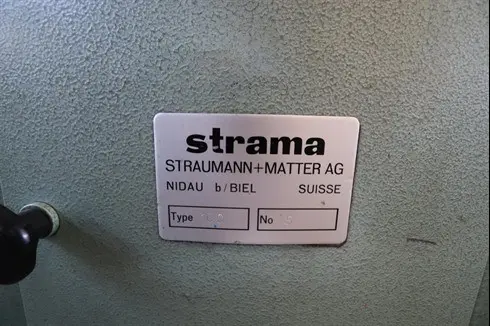 strama
STRAUMANN+MATTER AG
NIDAU b/BIEL SUISSE
Type No